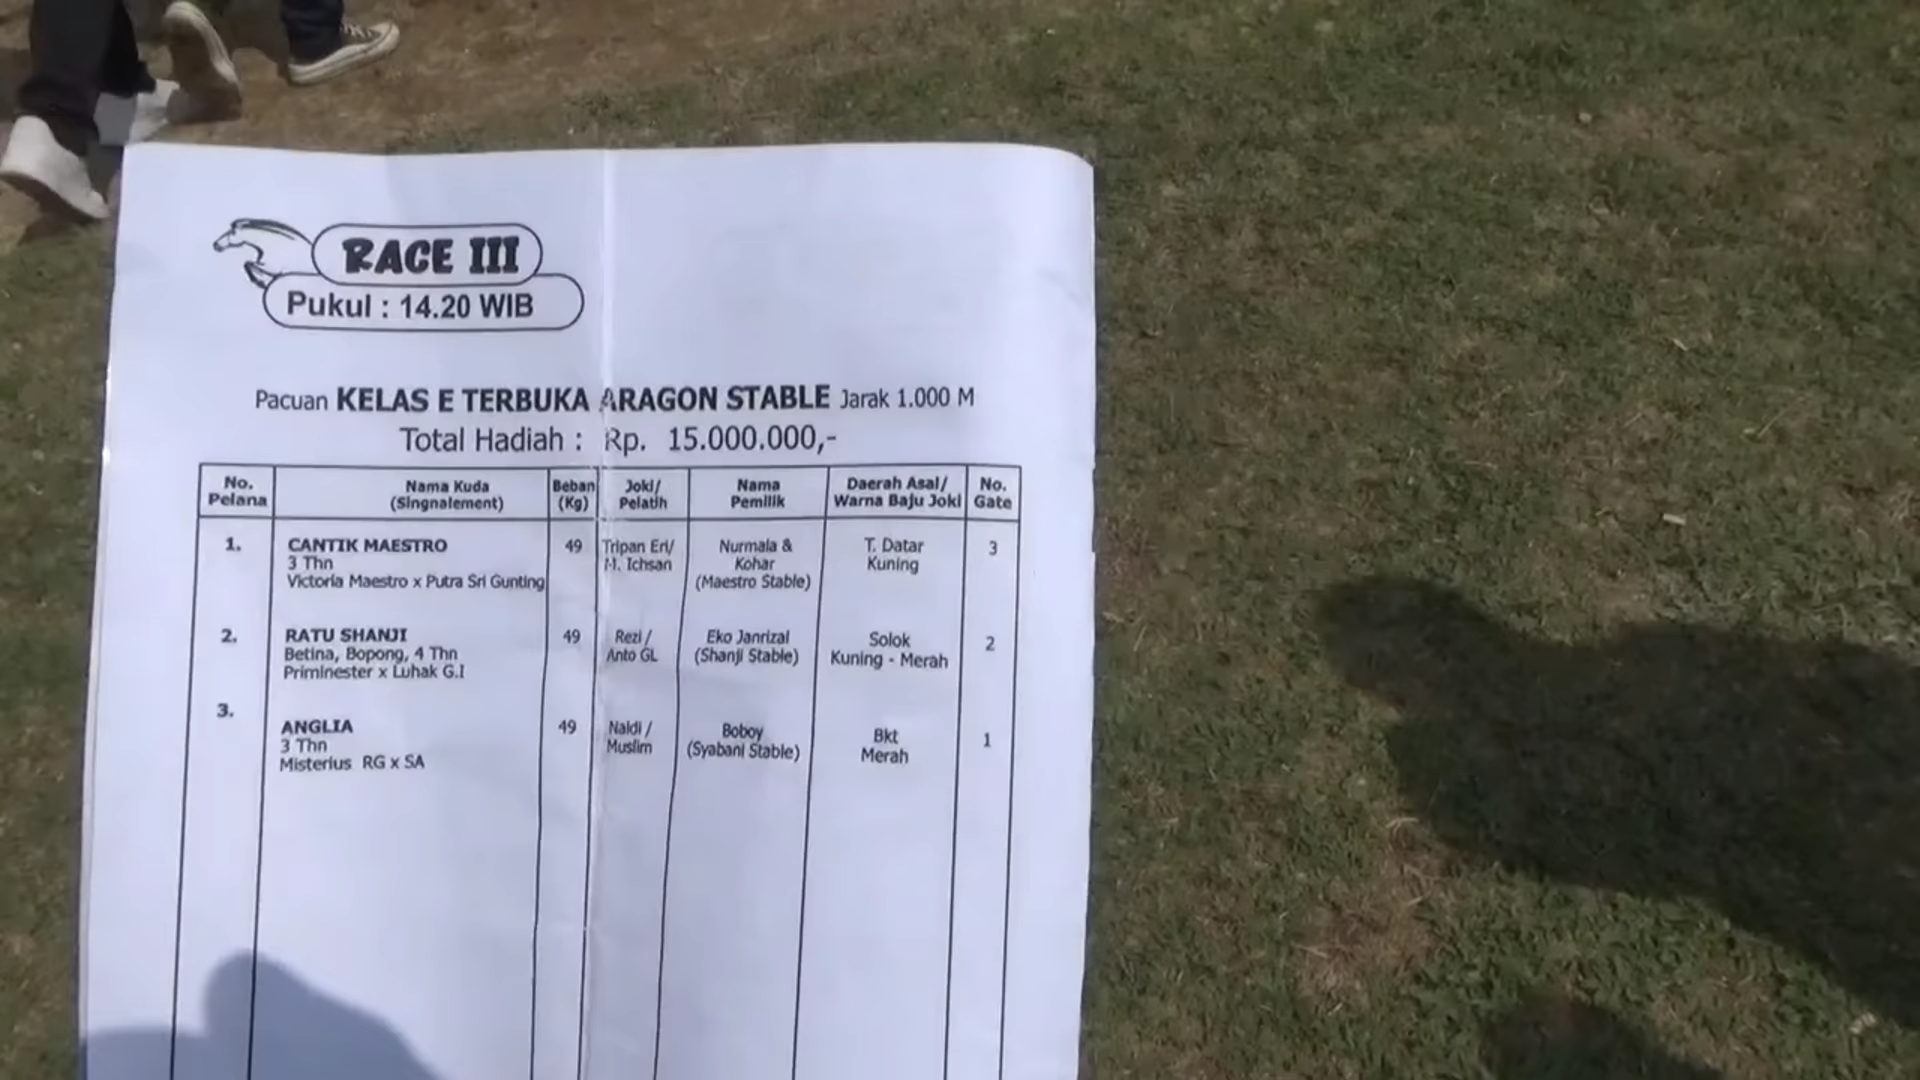 RACE III
Pukul : 14.20 WIB
Pacuan KELAS E TERBUKA ARAGON STABLE Jarak 1.000 M
Total Hadiah : Rp. 15.000.000,-
No. Pelana
Nama Kuda (Singnalement)
Beban (Kg)
Joki/ Pelatih
Nama Pemilik
Daerah Asal/ Warna Baju Joki
No. Gate
1. CANTIK MAESTRO 49 Tripan Eri/ Nurmala & T. Datar 3
3 Thn M. Ichsan Kohar Kuning
Victoria Maestro x Putra Sri Gunting (Maestro Stable)
2. RATU SHANJI 49 Rezi / Eko Janrizal Solok 2
Betina, Bopong, 4 Thn Anto GL (Shanji Stable) Kuning - Merah
Priminester x Luhak G.I
3. ANGLIA 49 Naldi / Boboy Bkt 1
3 Thn Muslim (Syabani Stable) Merah
Misterius RG x SA